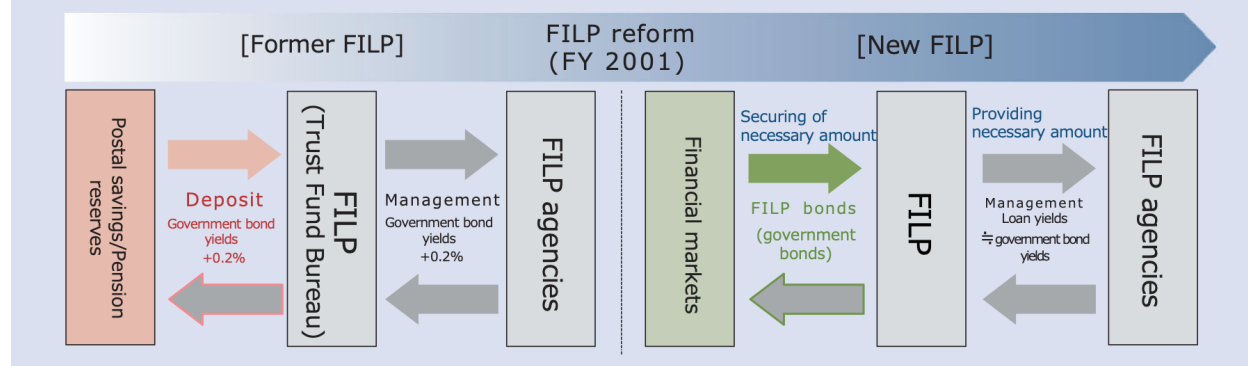 [Former FILP]
FILP reform
(FY 2001)
[New FILP]
Postal savings/Pension
reserves
Deposit
Government bond
yields
+0.2%
FILP
(Trust Fund Bureau)
Management
Government bond
yields
+0.2%
FILP agencies
Financial markets
Securing of
necessary amount
FILP bonds
(government
bonds)
FILP
Providing
necessary amount
Management
Loan yields
≒government bond
yields
FILP agencies